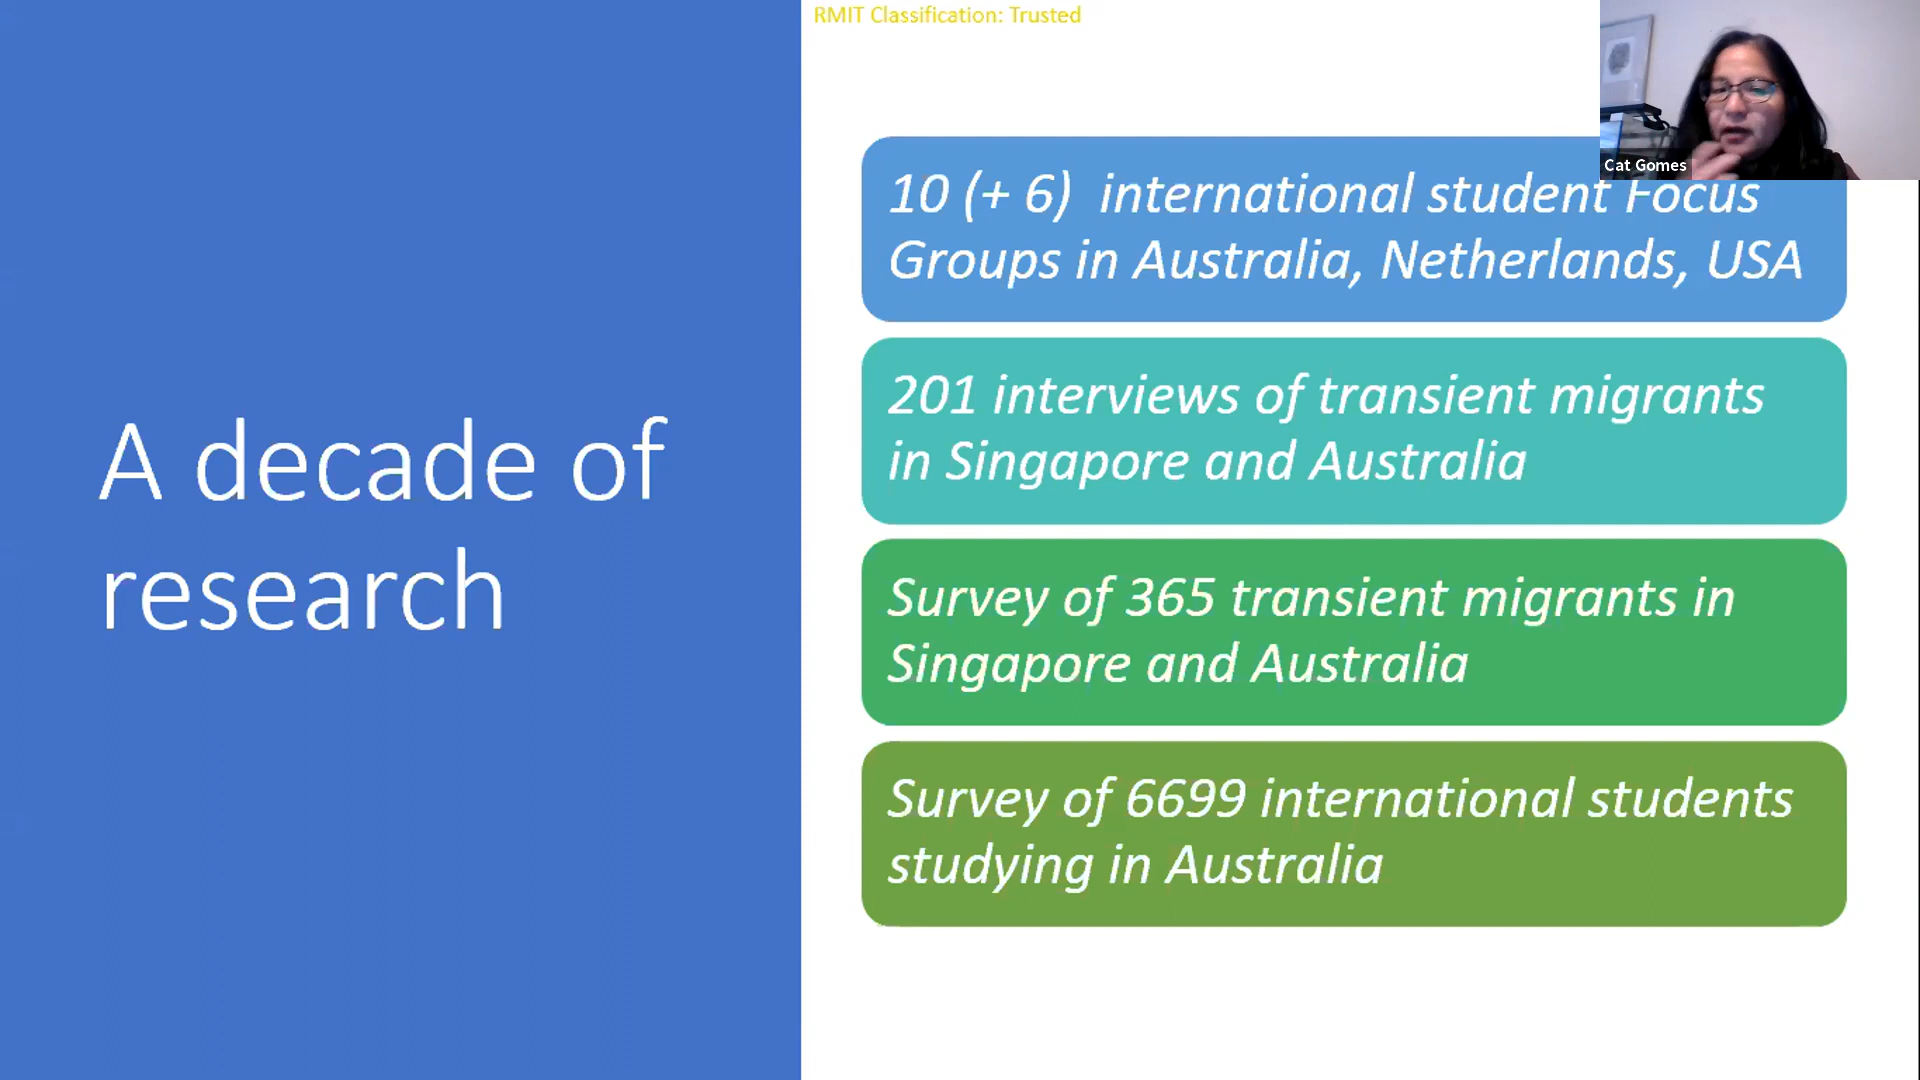 RMIT Classification: Trusted
Cat Gomes
A decade of
research
10 (+ 6)  international student Focus
Groups in Australia, Netherlands, USA
201 interviews of transient migrants
in Singapore and Australia
Survey of 365 transient migrants in
Singapore and Australia
Survey of 6699 international students
studying in Australia